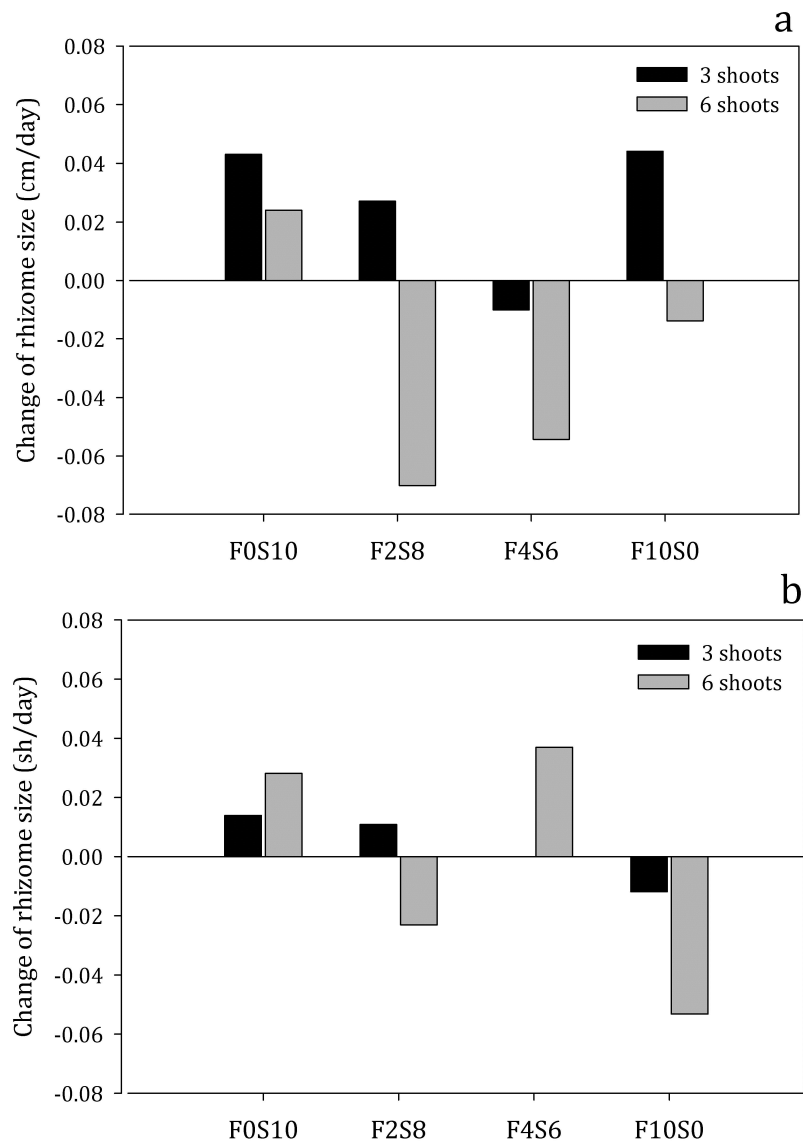 a
Change of rhizome size (cm/day)
0.08
0.06
0.04
0.02
0.00
-0.02
-0.04
-0.06
-0.08
3 shoots
6 shoots
F0S10 F2S8 F4S6 F10S0
b
Change of rhizome size (sh/day)
0.08
0.06
0.04
0.02
0.00
-0.02
-0.04
-0.06
-0.08
3 shoots
6 shoots
F0S10 F2S8 F4S6 F10S0